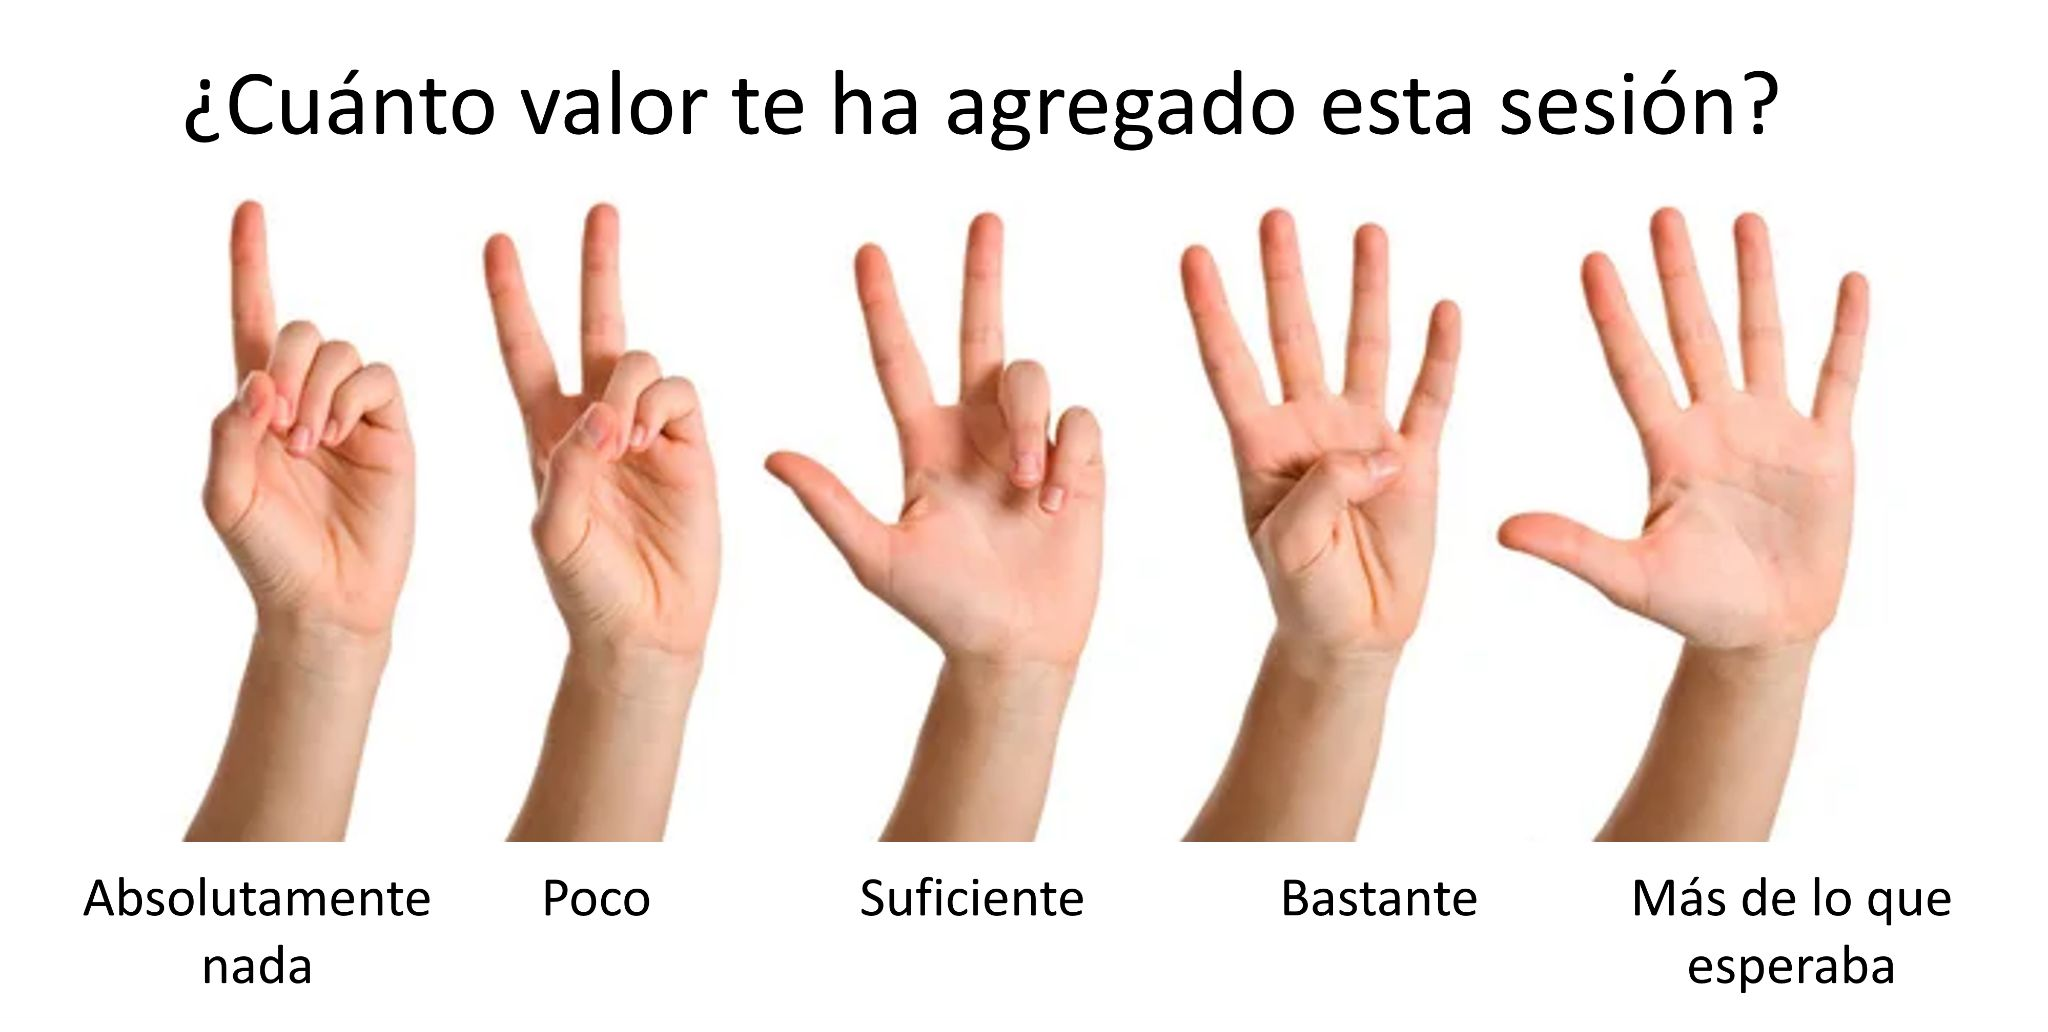 ¿Cuánto valor te ha agregado esta sesión?
Absolutamente
nada
Poco
Suficiente
Bastante
Más de lo que
esperaba